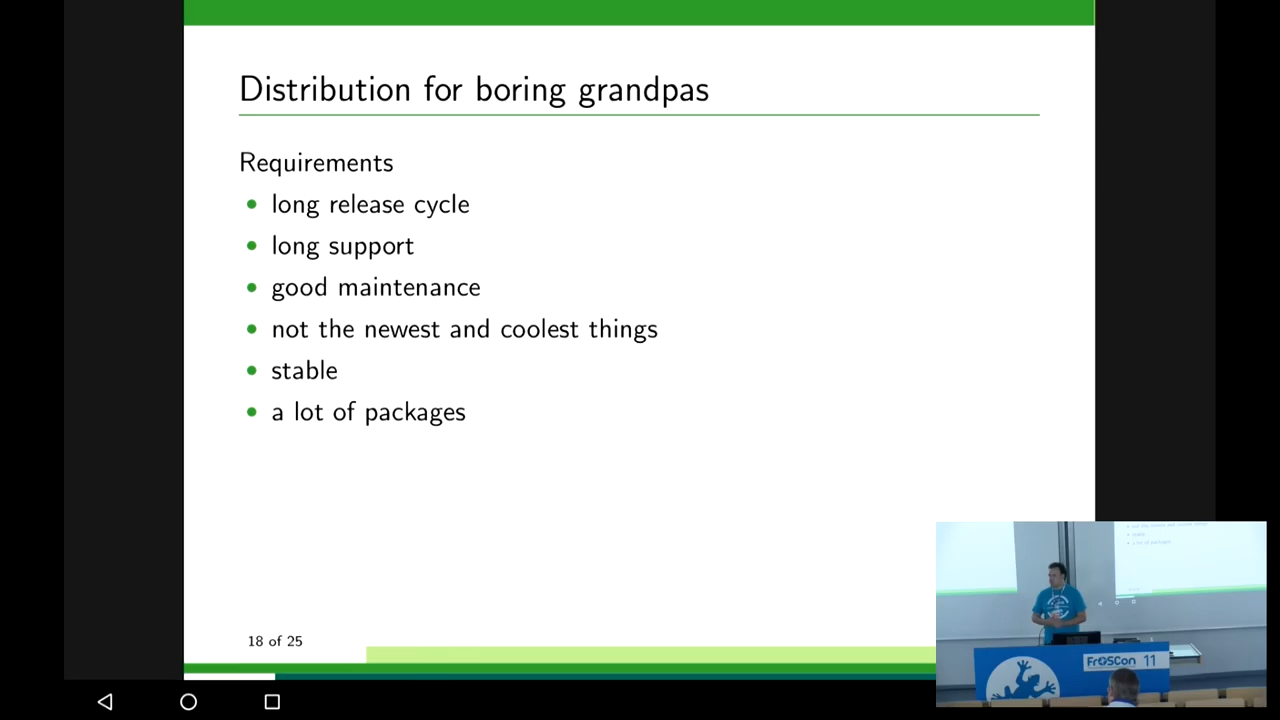 Distribution for boring grandpas
Requirements
• long release cycle
• long support
• good maintenance
• not the newest and coolest things
• stable
• a lot of packages
18 of 25
FrOSCon 11